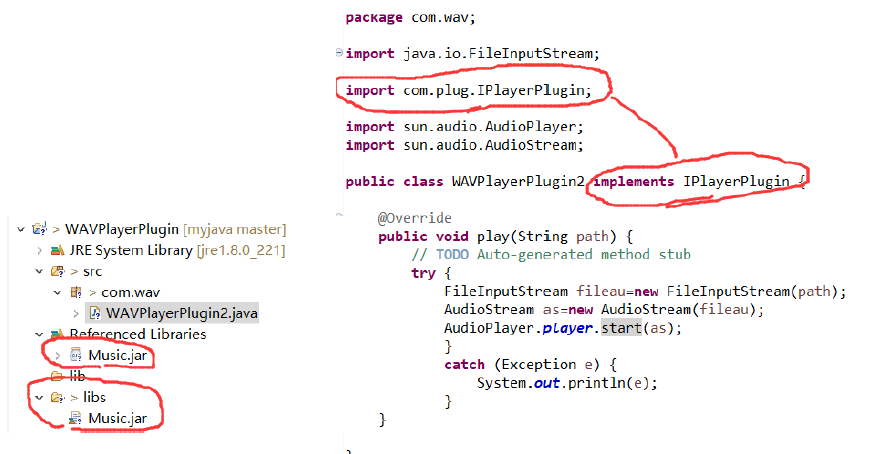 WAVPlayerPlugin [myjava master]
JRE System Library [jre1.8.0_221]
> src
> com.wav
WAVPlayerPlugin2.java
Referenced Libraries
Music.jar
lib
> libs
Music.jar
package com.wav;
import java.io.FileInputStream;
import com.plug.IPlayerPlugin;
import sun.audio.AudioPlayer;
import sun.audio.AudioStream;
public class WAVPlayerPlugin2 implements IPlayerPlugin {
@Override
public void play(String path) {
// TODO Auto-generated method stub
try {
FileInputStream fileau=new FileInputStream(path);
AudioStream as=new AudioStream(fileau);
AudioPlayer.player.start(as);
}
catch (Exception e) {
System.out.println(e);
}
}